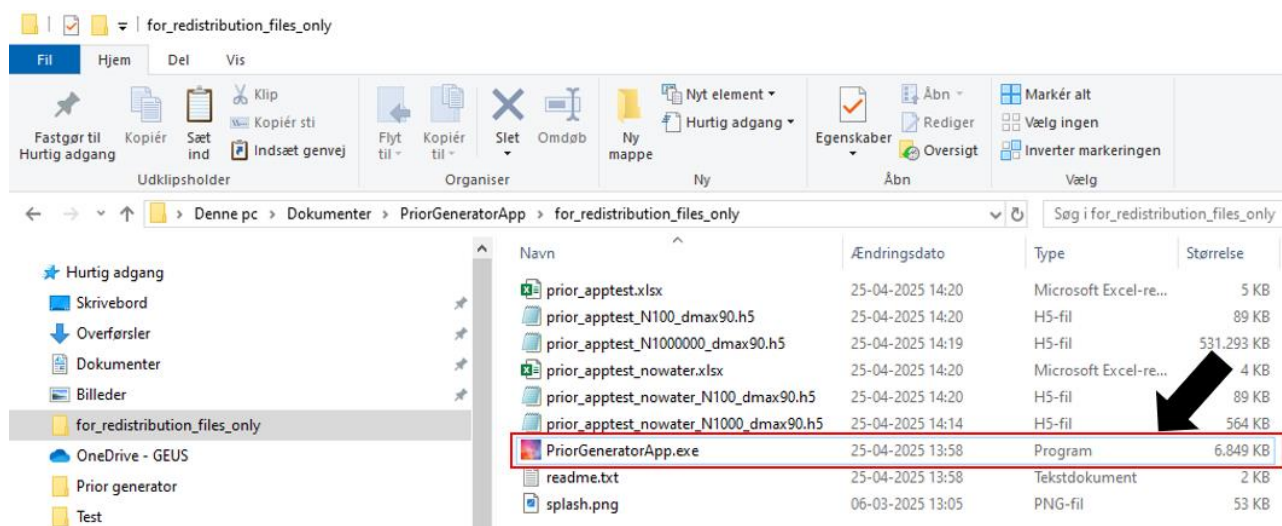 for_redistribution_files_only
Fil Hjem Del Vis
Fastgør til Hurtig adgang
Kopiér
Sæt ind
Klip
Kopiér sti
Indsæt genvej
Udklipsholder
Flyt til
Kopiér til
Slet
Omdøb
Organiser
Ny mappe
Nyt element
Hurtig adgang
Ny
Egenskaber
Åbn
Rediger
Oversigt
Åbn
Markér alt
Vælg ingen
Inverter markeringen
Vælg
Denne pc > Dokumenter > PriorGeneratorApp > for_redistribution_files_only
Søg i for_redistribution_files_only
Hurtig adgang
Skrivebord
Overførsler
Dokumenter
Billeder
for_redistribution_files_only
OneDrive - GEUS
Prior generator
Test
Navn Ændringsdato Type Størrelse
prior_apptest.xlsx 25-04-2025 14:20 Microsoft Excel-re... 5 KB
prior_apptest_N100_dmax90.h5 25-04-2025 14:20 H5-fil 89 KB
prior_apptest_N1000000_dmax90.h5 25-04-2025 14:19 H5-fil 531.293 KB
prior_apptest_nowater.xlsx 25-04-2025 14:20 Microsoft Excel-re... 4 KB
prior_apptest_nowater_N100_dmax90.h5 25-04-2025 14:20 H5-fil 89 KB
prior_apptest_nowater_N1000_dmax90.h5 25-04-2025 14:14 H5-fil 564 KB
PriorGeneratorApp.exe 25-04-2025 13:58 Program 6.849 KB
readme.txt 25-04-2025 13:58 Tekstdokument 2 KB
splash.png 06-03-2025 13:05 PNG-fil 53 KB